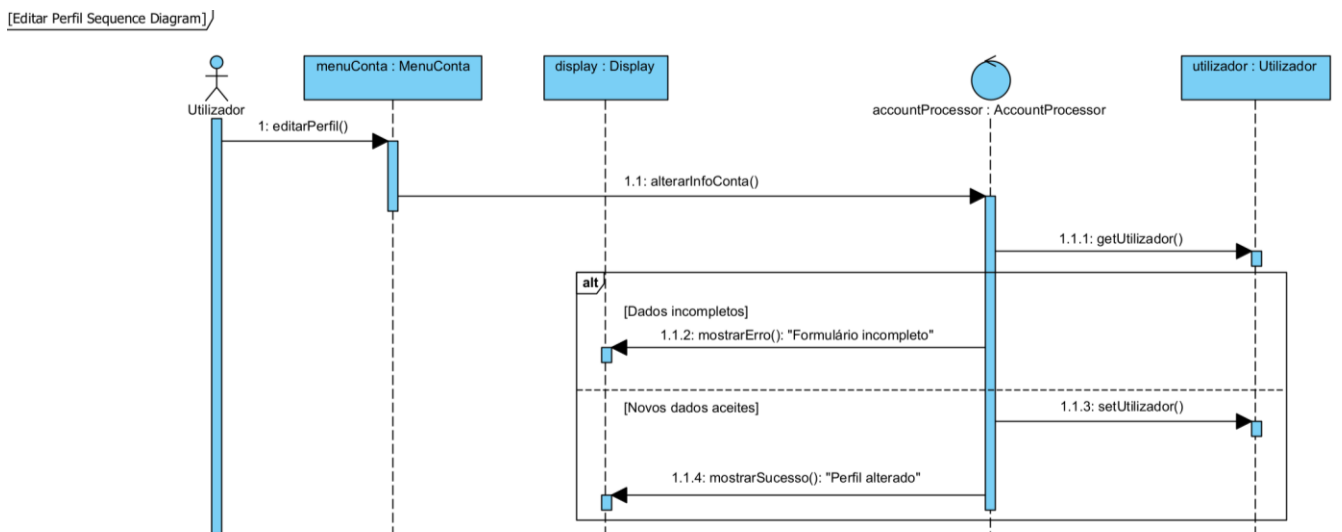 [Editar Perfil Sequence Diagram]
menuConta : MenuConta
display : Display
utilizador : Utilizador
Utilizador
accountProcessor : AccountProcessor
1: editarPerfil()
1.1: alterarInfoConta()
1.1.1: getUtilizador()
alt
[Dados incompletos]
1.1.2: mostrarErro(): "Formulário incompleto"
[Novos dados aceites]
1.1.3: setUtilizador()
1.1.4: mostrarSucesso(): "Perfil alterado"